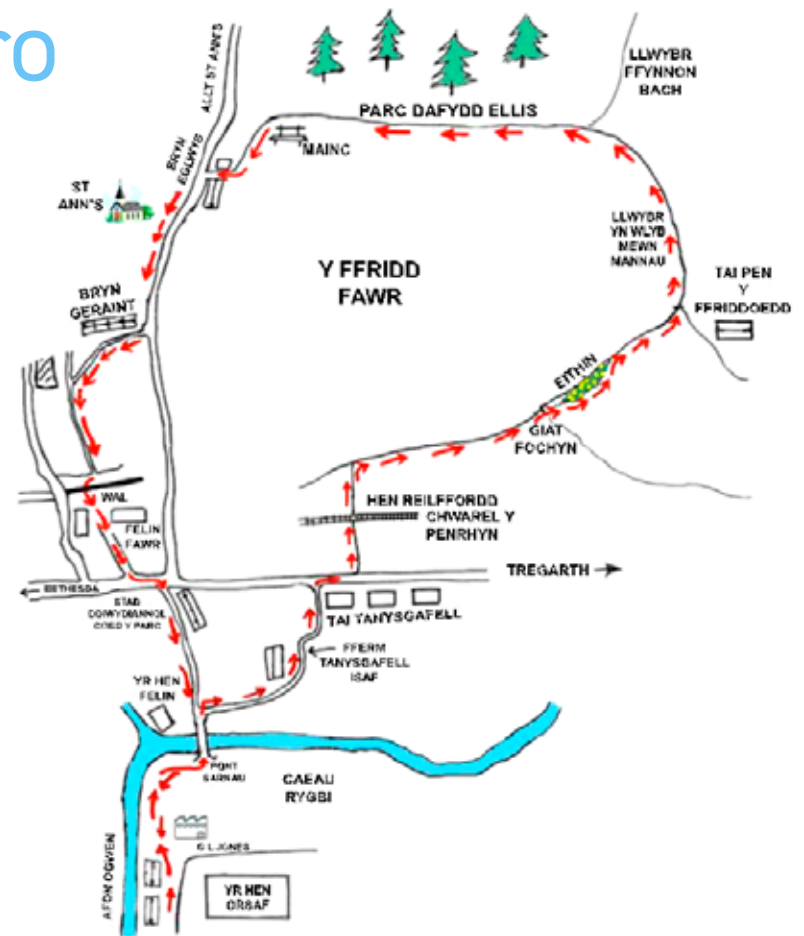 ro
ALLT ST ANN'S
LLWYBR
FFYNNON
BACH
PARC DAFYDD ELLIS
MAINC
BRYN
EGLWYS
ST
ANN'S
LLWYBR
YN WLYB
MEWN
MANNAU
Y FFRIDD
FAWR
TAI PEN
Y
FFRIDDOEDD
BRYN
GERAINT
EITHIN
GIAT
FOCHYN
WAL
FELIN
FAWR
HEN REILFFORDD
CHWAREL Y
PENRHYN
TREGARTH
BETHESDA
STAD
DDIWYDIANNOL
COED Y PARC
TAI TANYSGAFELL
FFERM
TANYSGAFELL
ISAF
YR HEN
FELIN
PONT
SARNAU
CAEAU
RYGBI
G L JONES
AFON OGWEN
YR HEN
ORSAF